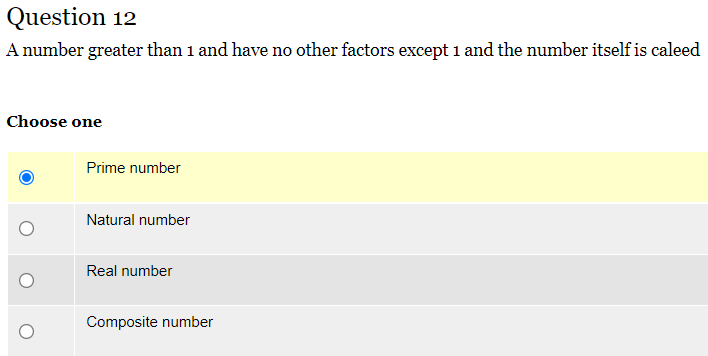 Question 12
A number greater than 1 and have no other factors except 1 and the number itself is caleed
Choose one
Prime number
Natural number
Real number
Composite number